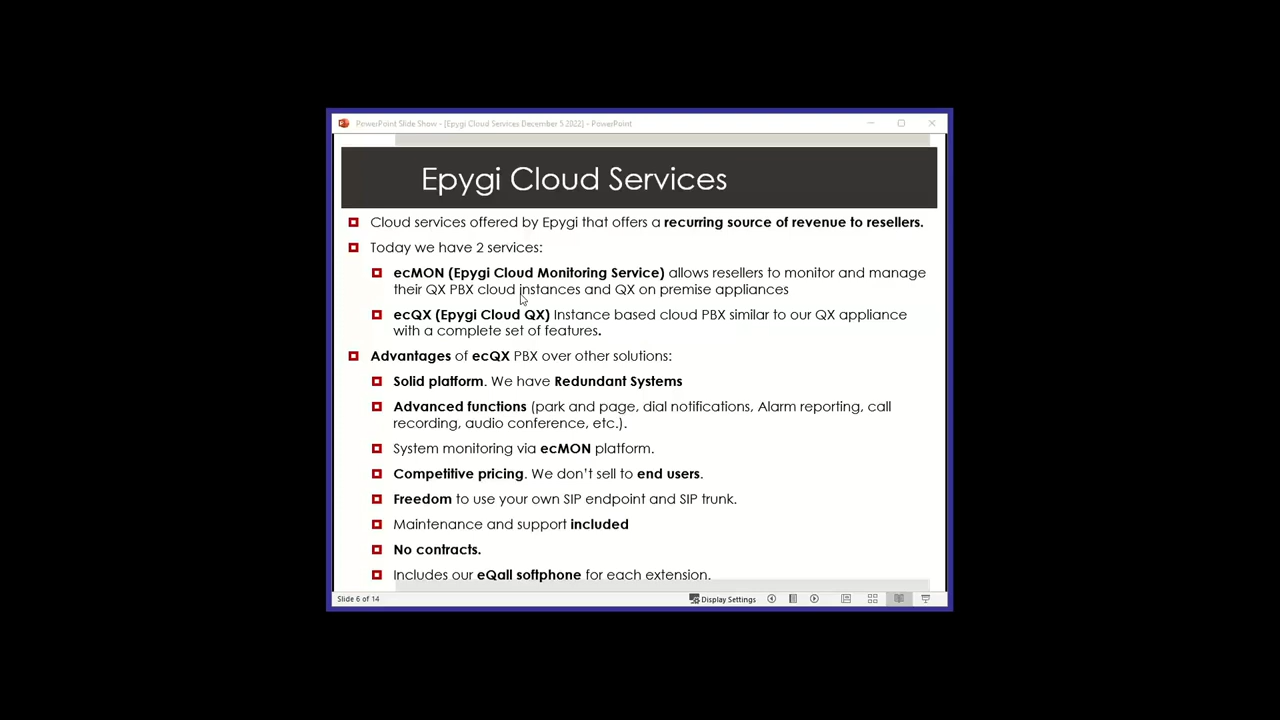 PowerPoint Slide Show - [Epygi Cloud Services December 5 2022] - PowerPoint
Epygi Cloud Services
Cloud services offered by Epygi that offers a recurring source of revenue to resellers.
Today we have 2 services:
ecMON (Epygi Cloud Monitoring Service) allows resellers to monitor and manage
their QX PBX cloud instances and QX on premise appliances
ecQX (Epygi Cloud QX) Instance based cloud PBX similar to our QX appliance
with a complete set of features.
Advantages of ecQX PBX over other solutions:
Solid platform. We have Redundant Systems
Advanced functions (park and page, dial notifications, Alarm reporting, call
recording, audio conference, etc.).
System monitoring via ecMON platform.
Competitive pricing. We don't sell to end users.
Freedom to use your own SIP endpoint and SIP trunk.
Maintenance and support included
No contracts.
Includes our eQall softphone for each extension.
Slide 6 of 14
Display Settings